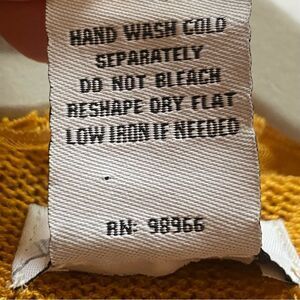 HAND WASH COLD
SEPARATELY
DO NOT BLEACH
RESHAPE DRY FLAT
LOW IRON IF NEEDED
RN: 98966